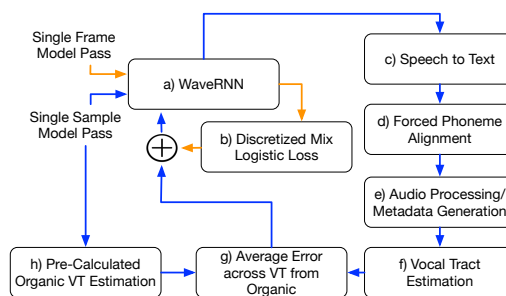 Single Frame
Model Pass
a) WaveRNN
c) Speech to Text
Single Sample
Model Pass
b) Discretized Mix
Logistic Loss
d) Forced Phoneme
Alignment
e) Audio Processing/
Metadata Generation
h) Pre-Calculated
Organic VT Estimation
g) Average Error
across VT from
Organic
f) Vocal Tract
Estimation